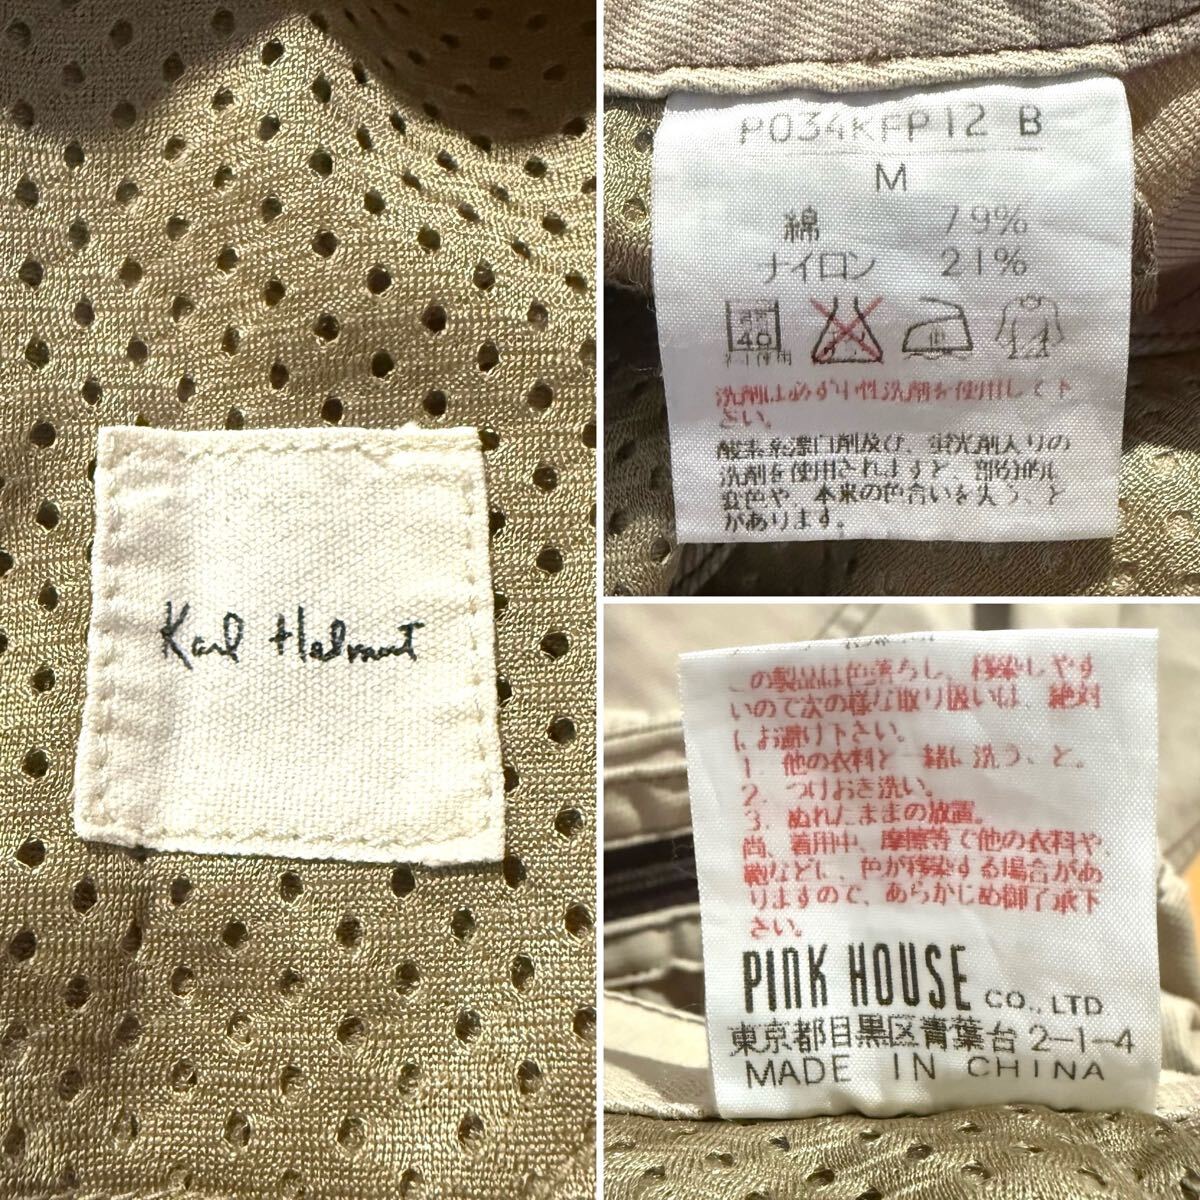 Karl Helmut
P034KFP12 B
M
綿 79%
ナイロン 21%
40
洗剤は必ず中性洗剤を使用して下
さい。
酸素系漂白剤及び、蛍光剤入りの
洗剤を使用されますと、部分的に
変色や、本来の色合いを失うこと
があります。
この製品は色落ちし、移染しやす
いので次の様な取り扱いは、絶対
にお避け下さい。
1. 他の衣料と一緒に洗うこと。
2. つけおき洗い。
3. ぬれたままの放置。
尚、着用中、摩擦等で他の衣料や、
鞄などに、色が移染する場合があ
りますので、あらかじめ御了承下
さい。
PINK HOUSE CO., LTD
東京都目黒区青葉台2-1-4
MADE IN CHINA